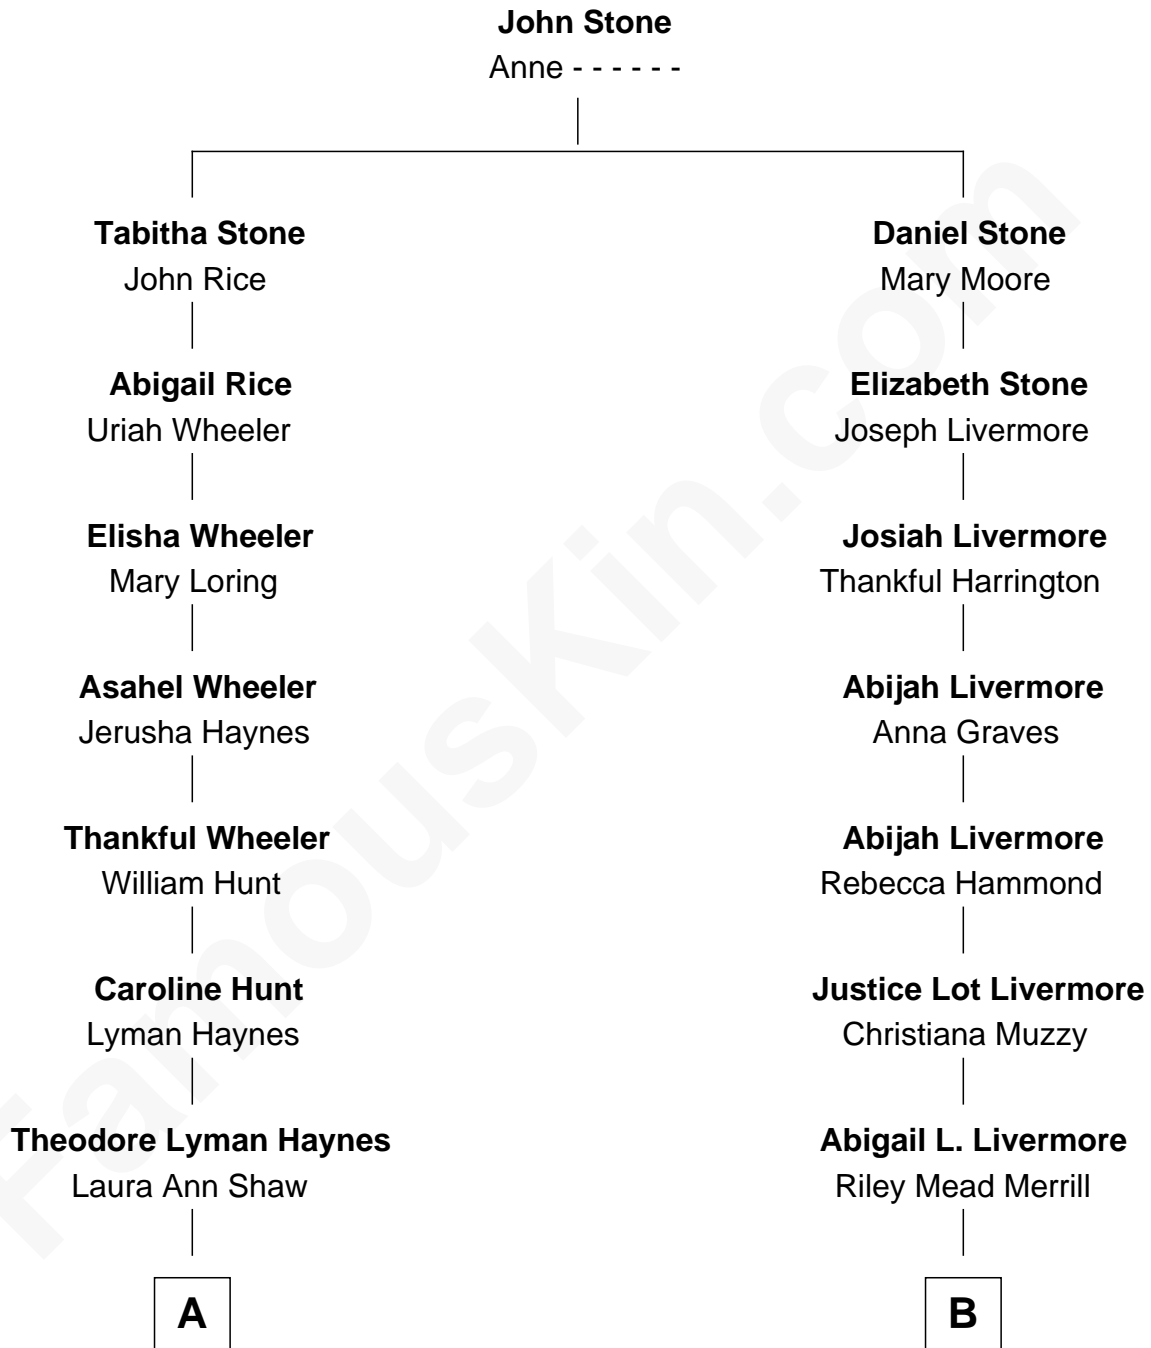 John Stone
Anne - - - - - -
Tabitha Stone
John Rice
Abigail Rice
Uriah Wheeler
Elisha Wheeler
Mary Loring
Asahel Wheeler
Jerusha Haynes
Thankful Wheeler
William Hunt
Caroline Hunt
Lyman Haynes
Theodore Lyman Haynes
Laura Ann Shaw
A
Daniel Stone
Mary Moore
Elizabeth Stone
Joseph Livermore
Josiah Livermore
Thankful Harrington
Abijah Livermore
Anna Graves
Abijah Livermore
Rebecca Hammond
Justice Lot Livermore
Christiana Muzzy
Abigail L. Livermore
Riley Mead Merrill
B
FamousKin.com